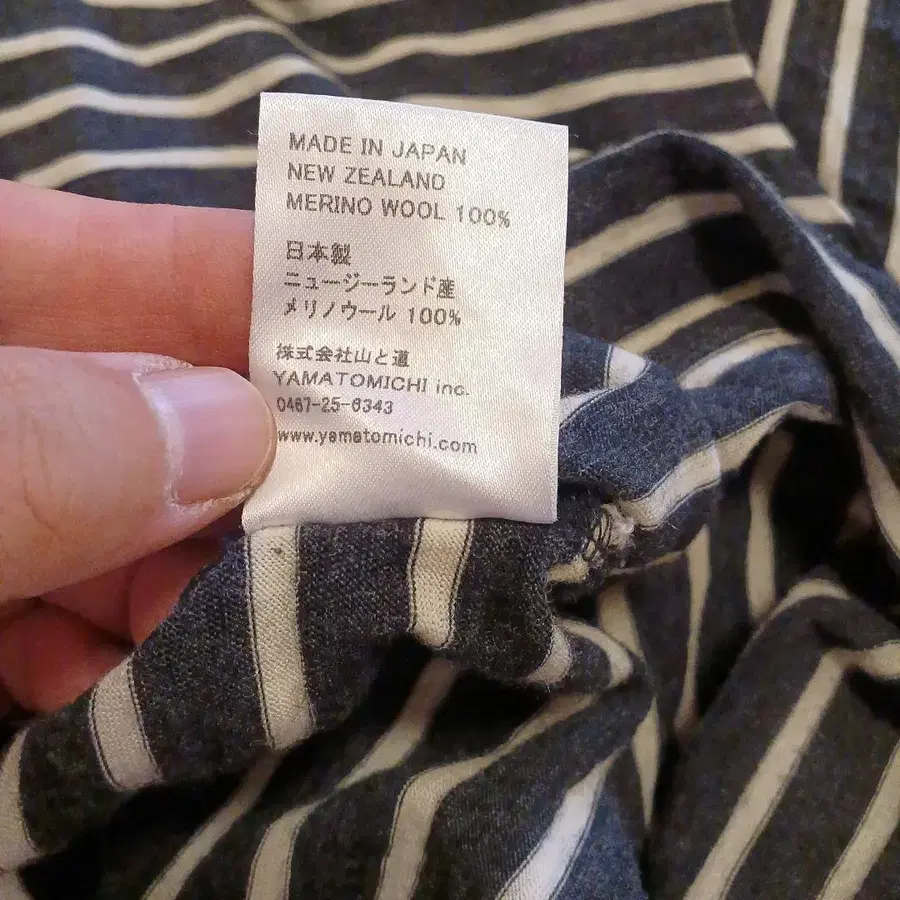 MADE IN JAPAN
NEW ZEALAND
MERINO WOOL 100%
日本製
ニュージーランド産
メリノウール 100%
株式会社山と道
YAMATOMICHI inc.
0467-25-6343
www.yamatomichi.com